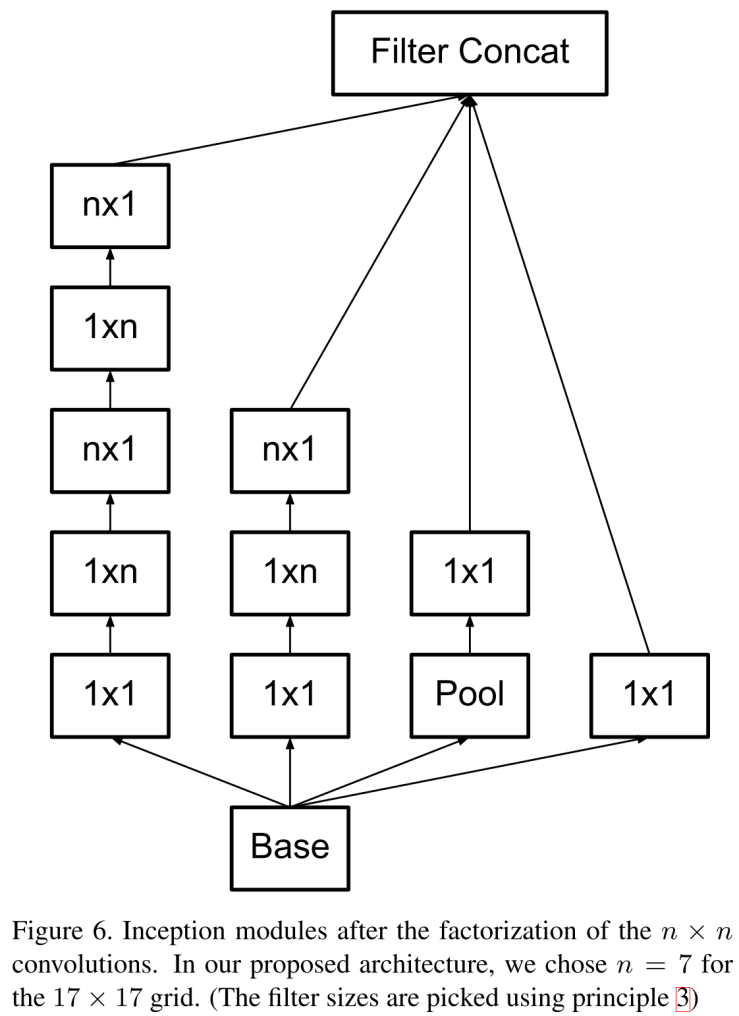 Filter Concat
nx1
1xn
nx1
nx1
1xn
1xn
1x1
1x1
1x1
Pool
1x1
Base
Figure 6. Inception modules after the factorization of the n × n
convolutions. In our proposed architecture, we chose n = 7 for
the 17 × 17 grid. (The filter sizes are picked using principle 3)